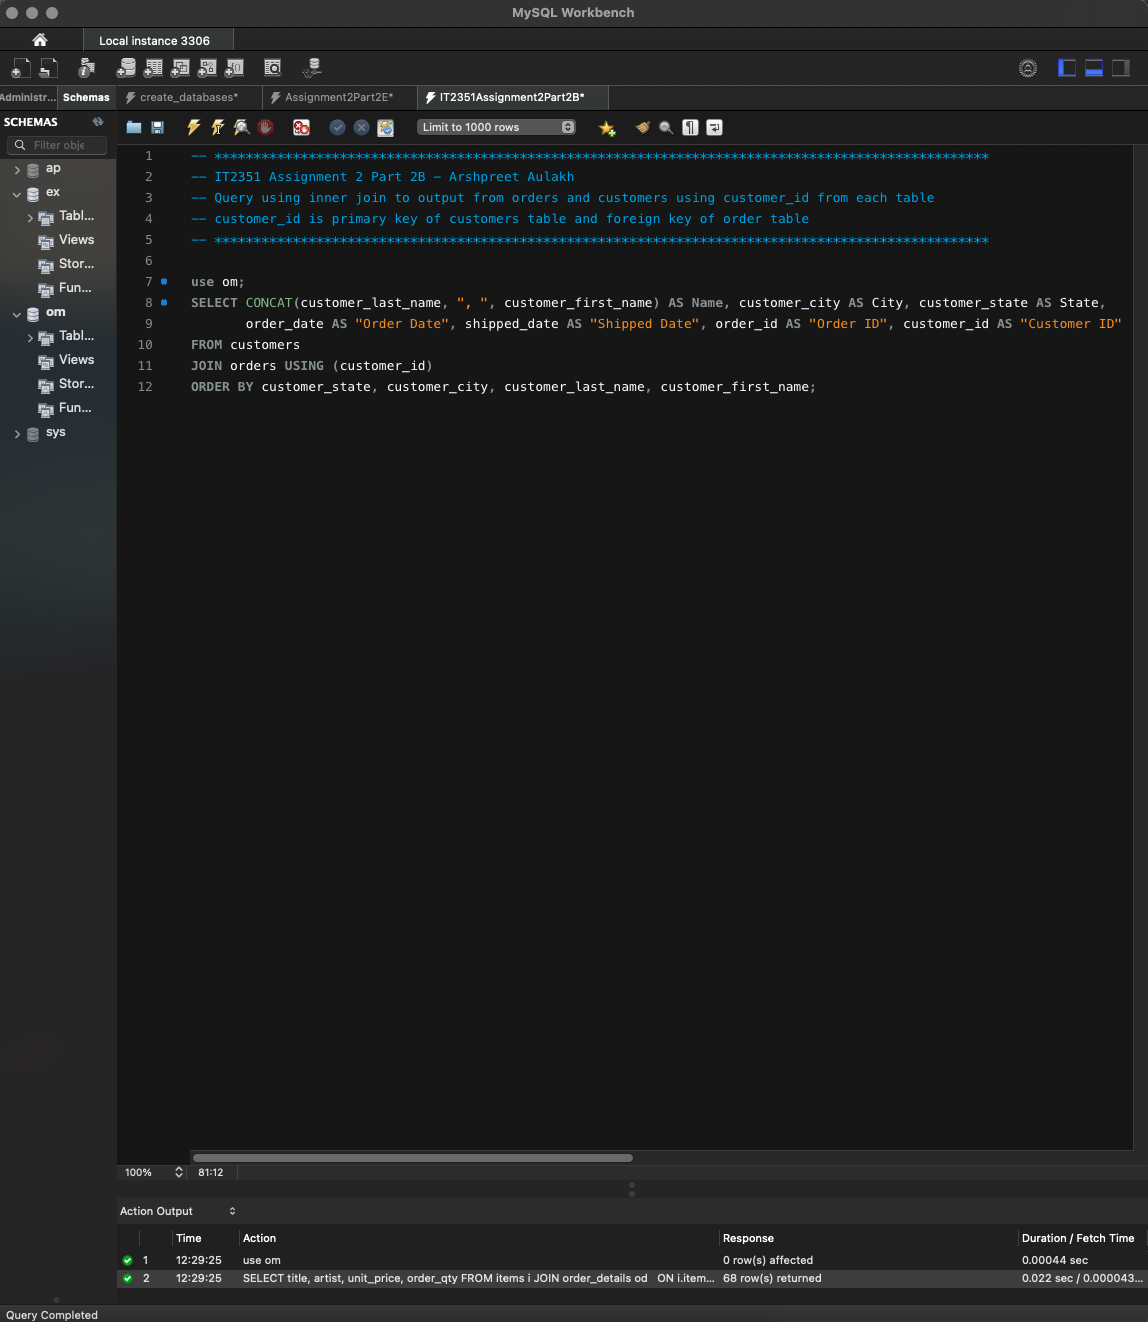 MySQL Workbench
Local instance 3306
Administr... Schemas create_databases* Assignment2Part2E* IT2351Assignment2Part2B*
SCHEMAS
Filter obje
Limit to 1000 rows
ap
ex
Tabl...
Views
Stor...
Fun...
om
Tabl...
Views
Stor...
Fun...
sys
1 -- ***************************************************************************************************
2 -- IT2351 Assignment 2 Part 2B - Arshpreet Aulakh
3 -- Query using inner join to output from orders and customers using customer_id from each table
4 -- customer_id is primary key of customers table and foreign key of order table
5 -- ***************************************************************************************************
6
7 use om;
8 SELECT CONCAT(customer_last_name, ", ", customer_first_name) AS Name, customer_city AS City, customer_state AS State,
9 order_date AS "Order Date", shipped_date AS "Shipped Date", order_id AS "Order ID", customer_id AS "Customer ID"
10 FROM customers
11 JOIN orders USING (customer_id)
12 ORDER BY customer_state, customer_city, customer_last_name, customer_first_name;
100% 81:12
Action Output
Time Action Response Duration / Fetch Time
1 12:29:25 use om 0 row(s) affected 0.00044 sec
2 12:29:25 SELECT title, artist, unit_price, order_qty FROM items i JOIN order_details od ON i.item... 68 row(s) returned 0.022 sec / 0.000043...
Query Completed